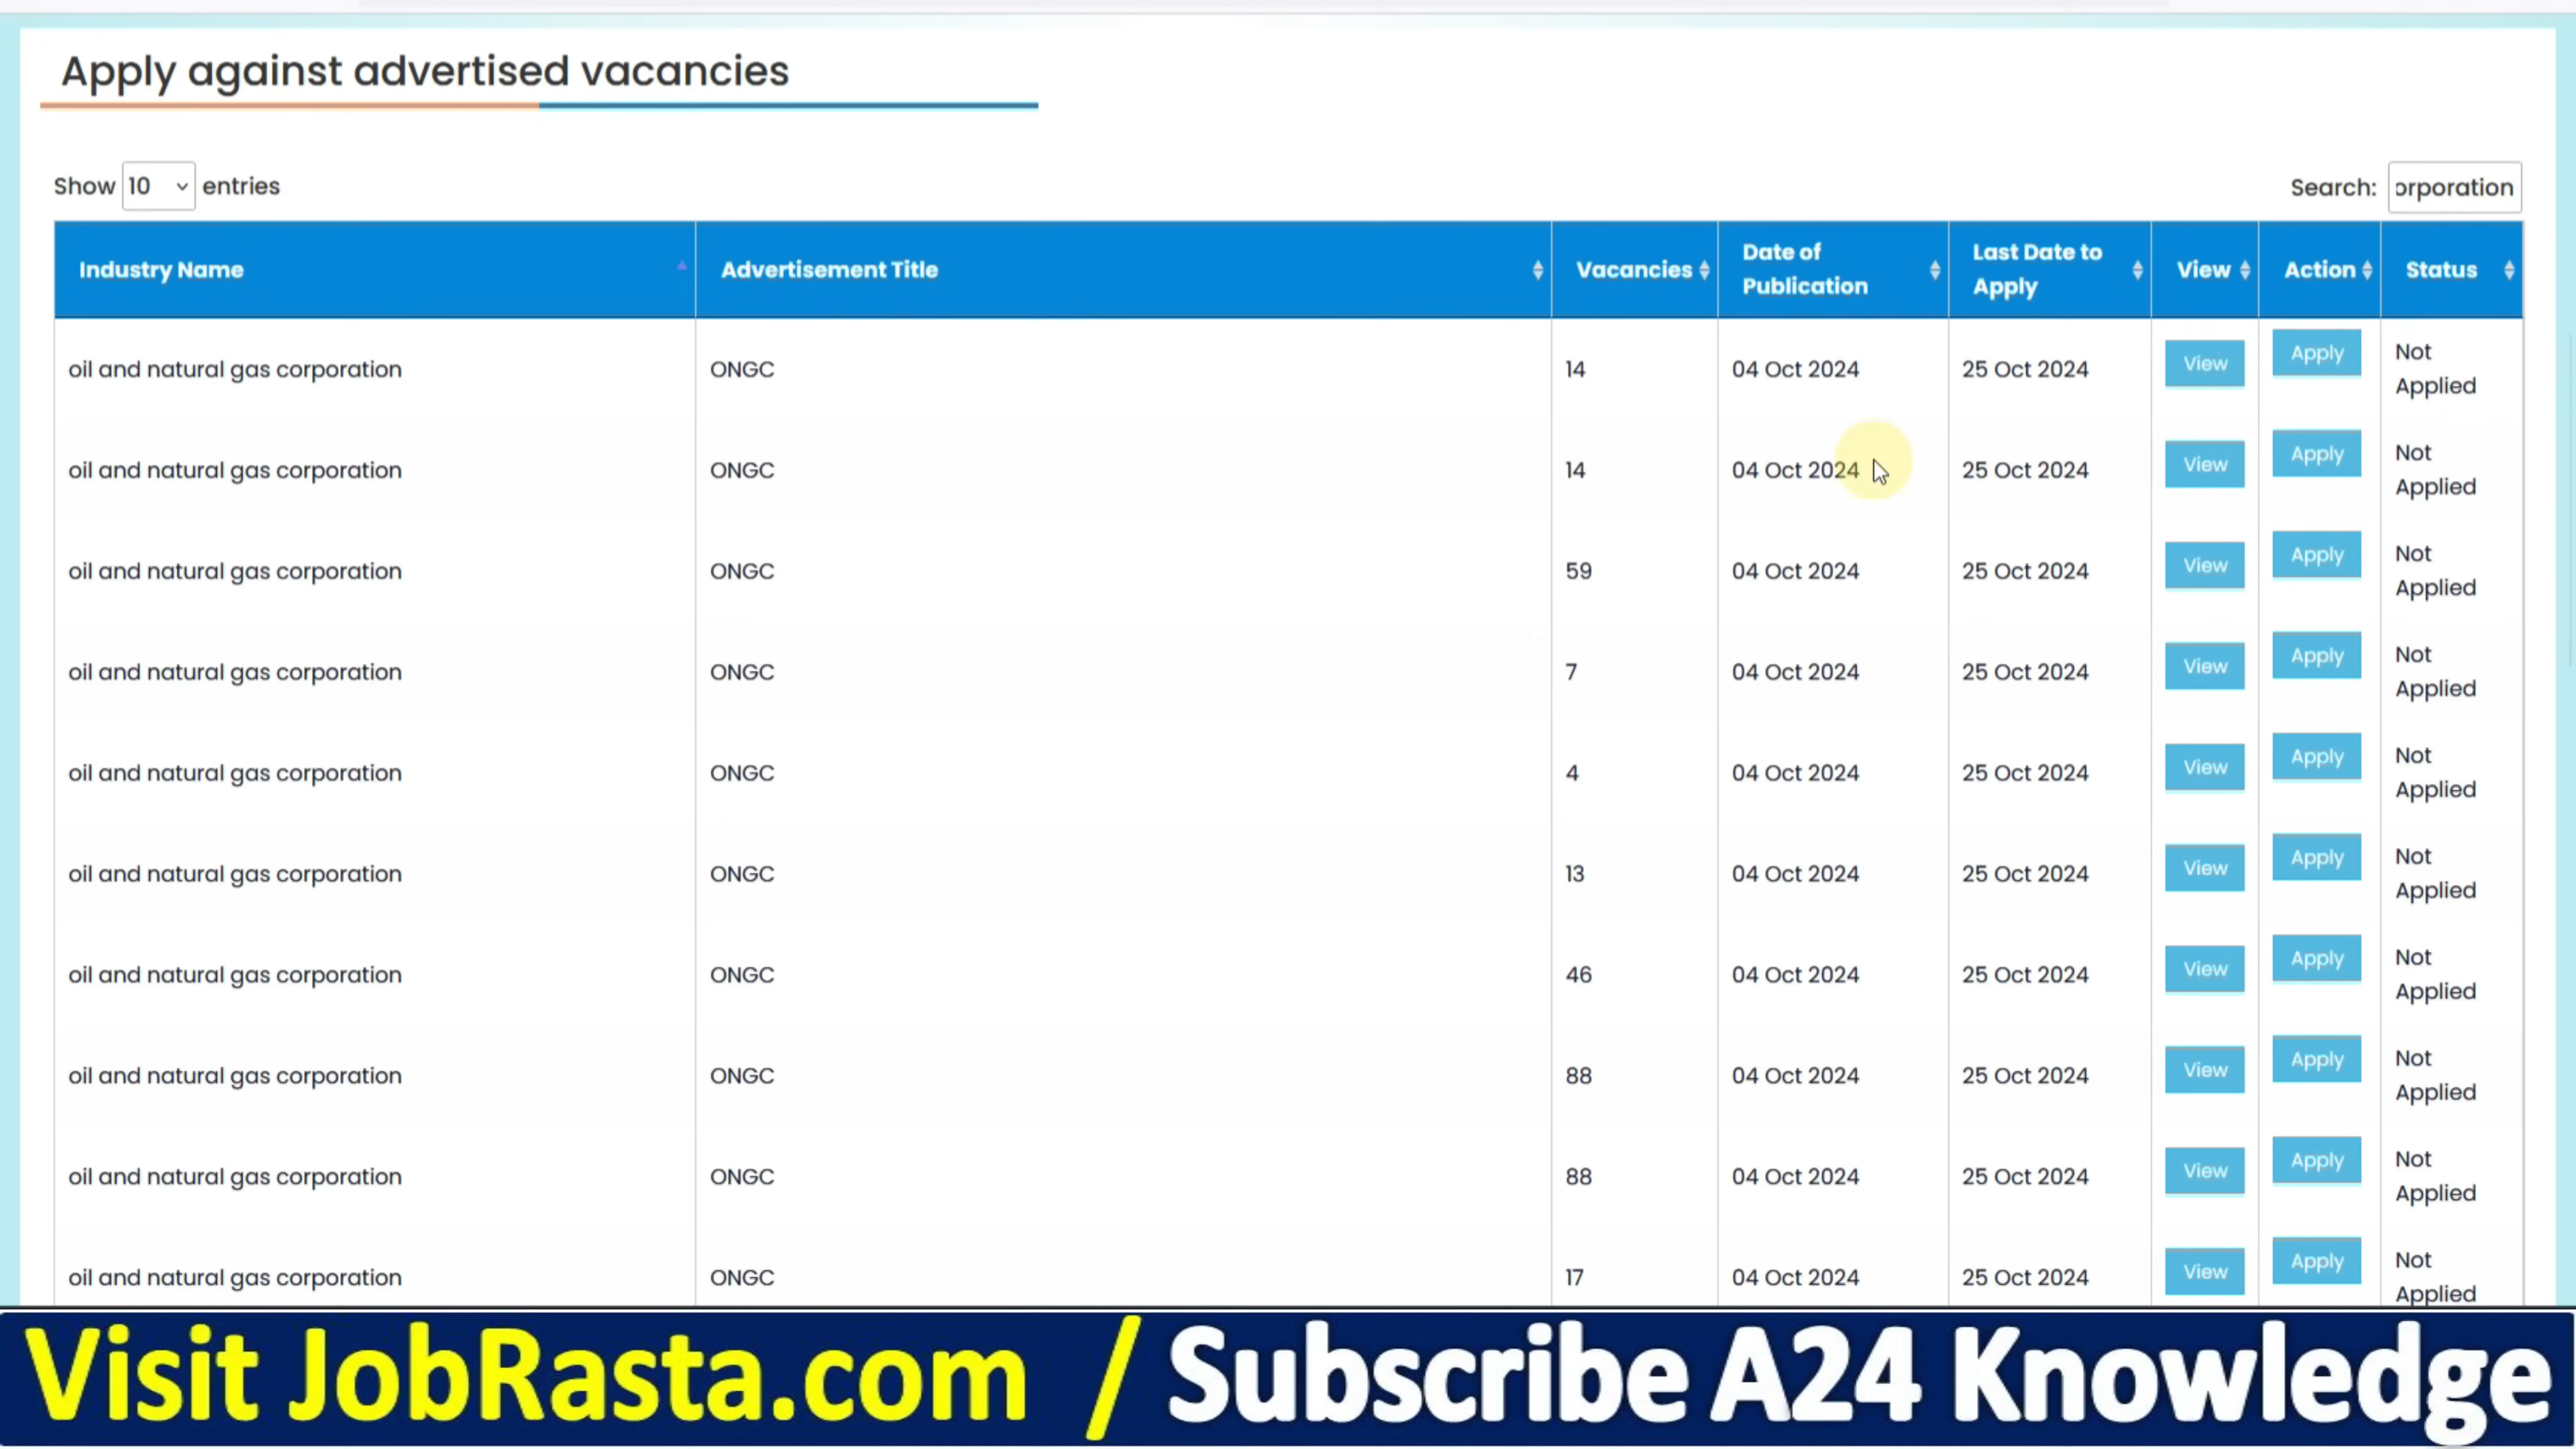 Apply against advertised vacancies
Show 10 entries
Search: orporation
Industry Name Advertisement Title Vacancies Date of Publication Last Date to Apply View Action Status
oil and natural gas corporation ONGC 14 04 Oct 2024 25 Oct 2024 View Apply Not Applied
oil and natural gas corporation ONGC 14 04 Oct 2024 25 Oct 2024 View Apply Not Applied
oil and natural gas corporation ONGC 59 04 Oct 2024 25 Oct 2024 View Apply Not Applied
oil and natural gas corporation ONGC 7 04 Oct 2024 25 Oct 2024 View Apply Not Applied
oil and natural gas corporation ONGC 4 04 Oct 2024 25 Oct 2024 View Apply Not Applied
oil and natural gas corporation ONGC 13 04 Oct 2024 25 Oct 2024 View Apply Not Applied
oil and natural gas corporation ONGC 46 04 Oct 2024 25 Oct 2024 View Apply Not Applied
oil and natural gas corporation ONGC 88 04 Oct 2024 25 Oct 2024 View Apply Not Applied
oil and natural gas corporation ONGC 88 04 Oct 2024 25 Oct 2024 View Apply Not Applied
oil and natural gas corporation ONGC 17 04 Oct 2024 25 Oct 2024 View Apply Not Applied
Visit JobRasta.com / Subscribe A24 Knowledge